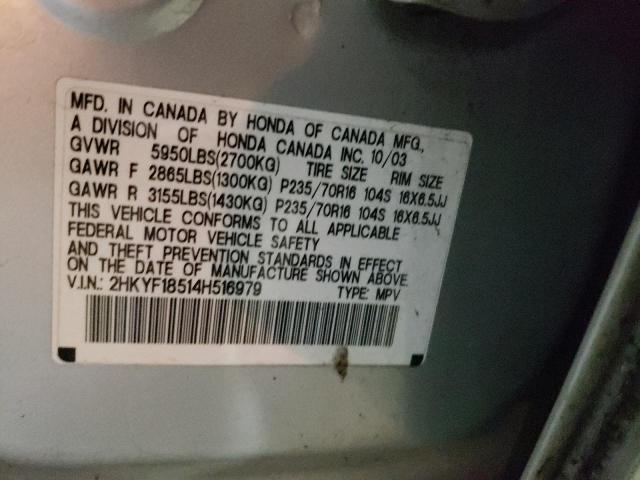 MFD. IN CANADA BY HONDA OF CANADA MFG.,
A DIVISION OF HONDA CANADA INC. 10/03
GVWR 5950LBS(2700KG) TIRE SIZE RIM SIZE
GAWR F 2865LBS(1300KG) P235/70R16 104S 16X6.5JJ
GAWR R 3155LBS(1430KG) P235/70R16 104S 16X6.5JJ
THIS VEHICLE CONFORMS TO ALL APPLICABLE
FEDERAL MOTOR VEHICLE SAFETY
AND THEFT PREVENTION STANDARDS IN EFFECT
ON THE DATE OF MANUFACTURE SHOWN ABOVE.
V.I.N.: 2HKYF18514H516979 TYPE: MPV